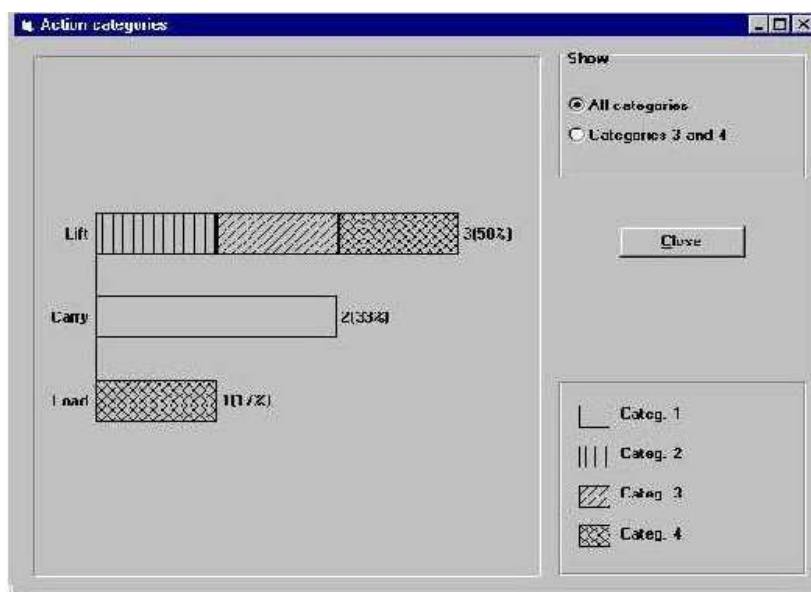 Action categories
Show
All categories
Categories 3 and 4
Lift
3(50%)
Close
Carry
2(33%)
Load
1(17%)
Categ. 1
Categ. 2
Categ. 3
Categ. 4